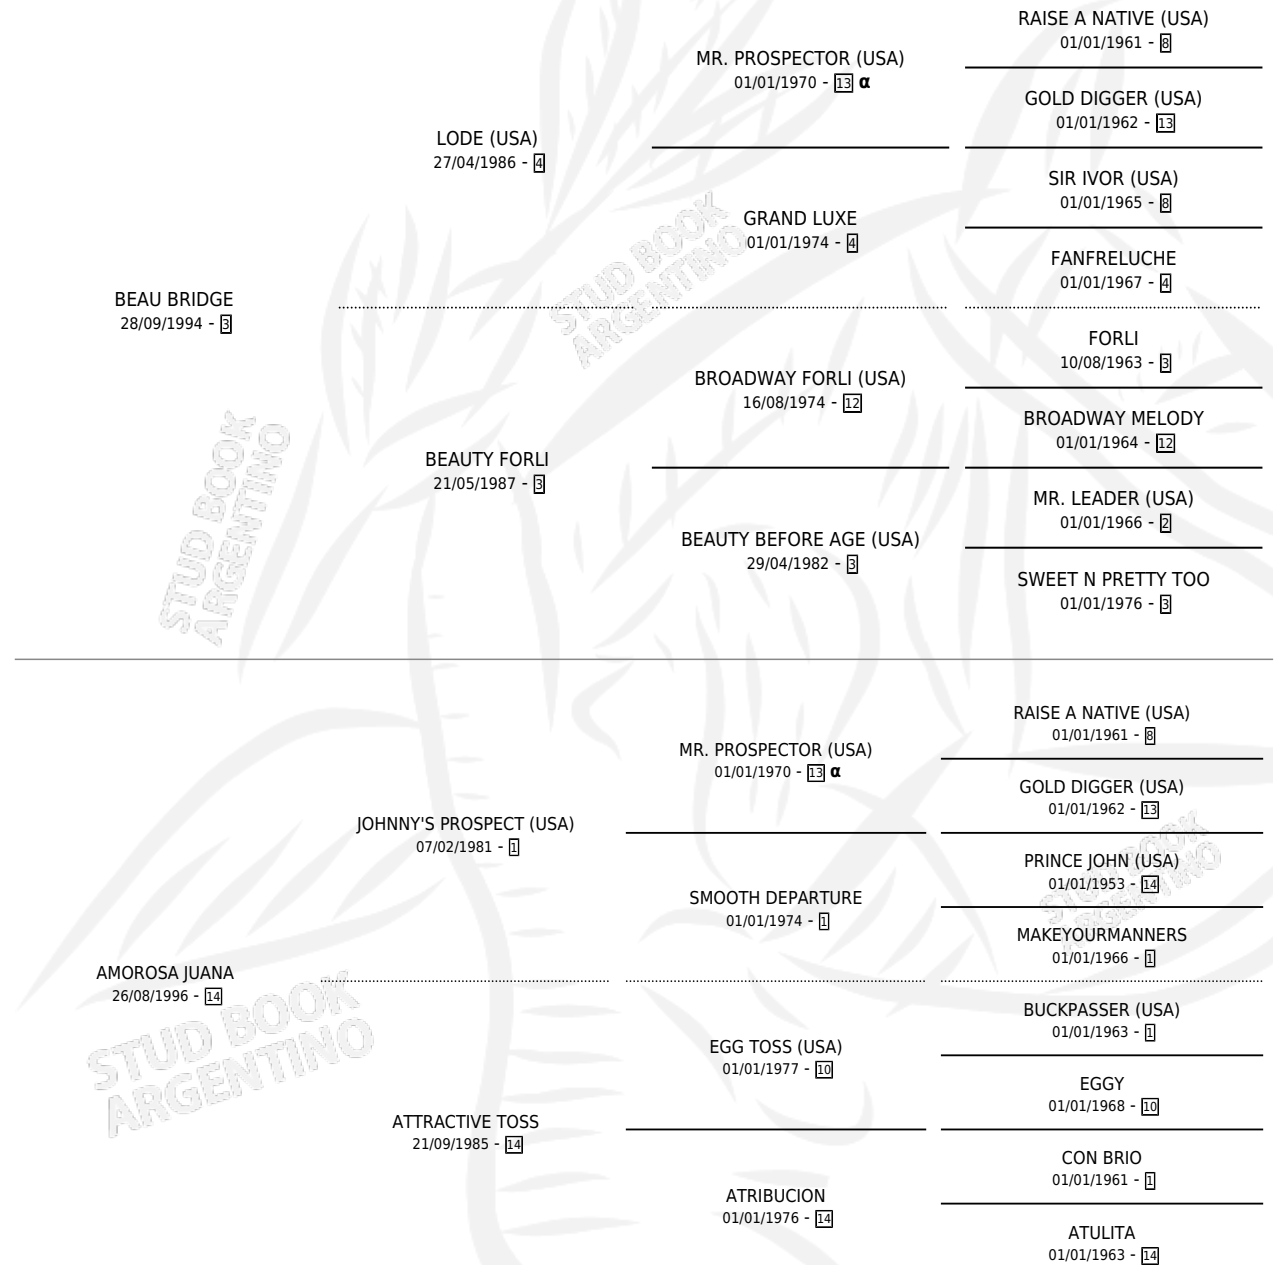 RAISE A NATIVE (USA)
01/01/1961 - 8
MR. PROSPECTOR (USA)
01/01/1970 - 13 α
GOLD DIGGER (USA)
01/01/1962 - 13
LODE (USA)
27/04/1986 - 4
SIR IVOR (USA)
01/01/1965 - 8
GRAND LUXE
01/01/1974 - 4
FANFRELUCHE
01/01/1967 - 4
BEAU BRIDGE
28/09/1994 - 3
FORLI
10/08/1963 - 3
BROADWAY FORLI (USA)
16/08/1974 - 12
BROADWAY MELODY
01/01/1964 - 12
BEAUTY FORLI
21/05/1987 - 3
MR. LEADER (USA)
01/01/1966 - 2
BEAUTY BEFORE AGE (USA)
29/04/1982 - 3
SWEET N PRETTY TOO
01/01/1976 - 3
RAISE A NATIVE (USA)
01/01/1961 - 8
MR. PROSPECTOR (USA)
01/01/1970 - 13 α
GOLD DIGGER (USA)
01/01/1962 - 13
JOHNNY'S PROSPECT (USA)
07/02/1981 - 1
PRINCE JOHN (USA)
01/01/1953 - 14
SMOOTH DEPARTURE
01/01/1974 - 1
MAKEYOURMANNERS
01/01/1966 - 1
AMOROSA JUANA
26/08/1996 - 14
BUCKPASSER (USA)
01/01/1963 - 1
EGG TOSS (USA)
01/01/1977 - 10
EGGY
01/01/1968 - 10
ATTRACTIVE TOSS
21/09/1985 - 14
CON BRIO
01/01/1961 - 1
ATRIBUCION
01/01/1976 - 14
ATULITA
01/01/1963 - 14
STUD BOOK
ARGENTINO
STUD BOOK
ARGENTINO
STUD BOOK
ARGENTINO
STUD BOOK
ARGENTINO